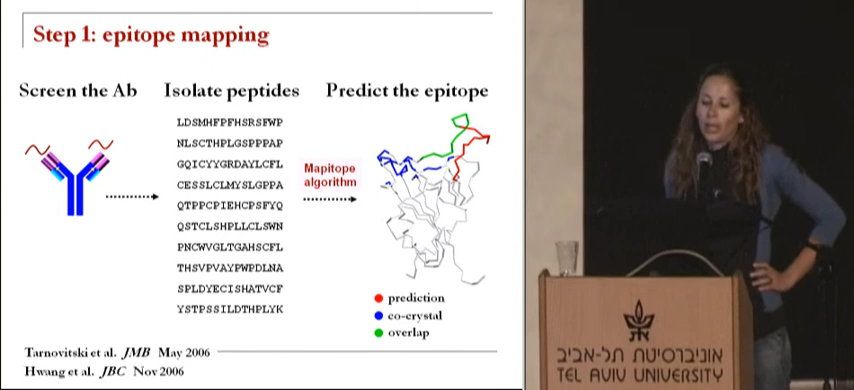 Step 1: epitope mapping
Screen the Ab
Isolate peptides
Predict the epitope
LDSMHFPFHSRSFWP
NLSCTHPLGSPPPAP
GQICYYGRDAYLCFL
CESSLCLMYSLGPPA
QTPPCPIEHCPSFYQ
QSTCLSHPLLCLSWN
PNCWVGLTGAHSCFL
THSVPVAYPWPDLNA
SPLDYECISHATVCF
YSTPSSILDTHPLYK
Mapitope
algorithm
prediction
co-crystal
overlap
Tarnovitski et al. JMB May 2006
Hwang et al. JBC Nov 2006
אוניברסיטת תל-אביב
TEL AVIV UNIVERSITY